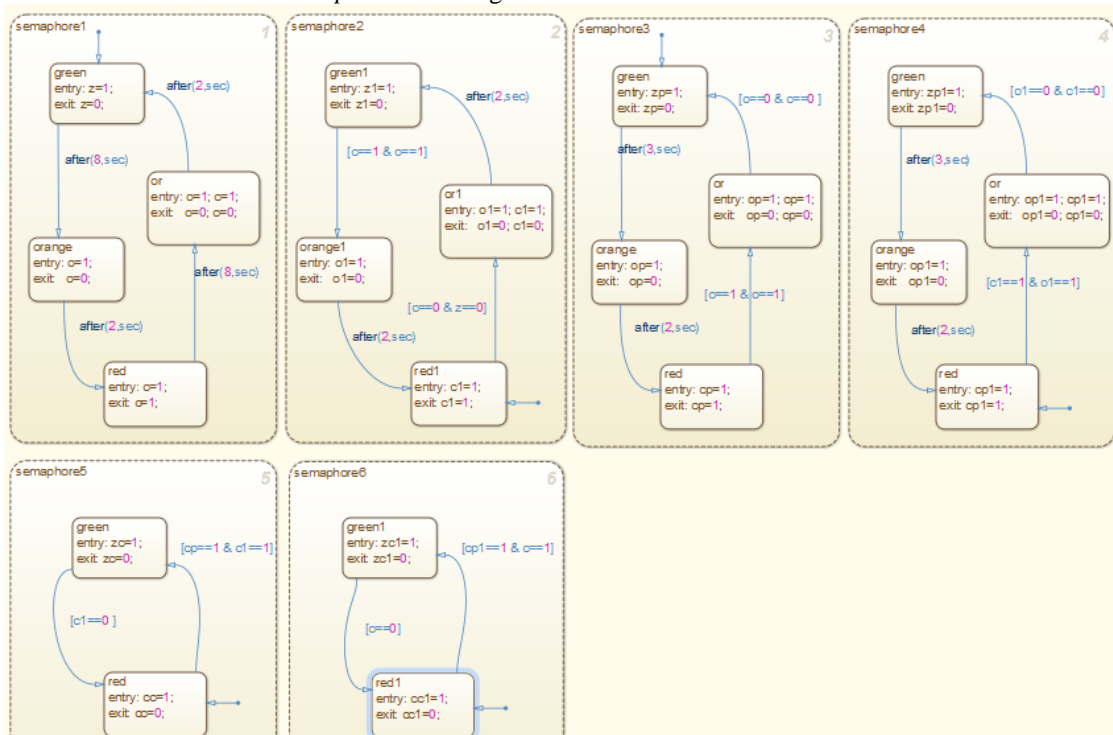 semaphore1
1
green
entry: z=1;
exit: z=0;
after(2,sec)
after(8,sec)
or
entry: o=1; c=1;
exit: o=0; c=0;
orange
entry: o=1;
exit: o=0;
after(8,sec)
after(2,sec)
red
entry: c=1;
exit: c=1;
semaphore2
2
green1
entry: z1=1;
exit: z1=0;
after(2,sec)
[c==1 & o==1]
or1
entry: o1=1; c1=1;
exit: o1=0; c1=0;
orange1
entry: o1=1;
exit: o1=0;
[o==0 & z==0]
after(2,sec)
red1
entry: c1=1;
exit: c1=1;
semaphore3
3
green
entry: zp=1;
exit: zp=0;
[o==0 & c==0 ]
after(3,sec)
or
entry: op=1; cp=1;
exit: op=0; cp=0;
orange
entry: op=1;
exit: op=0;
[c==1 & o==1]
after(2,sec)
red
entry: cp=1;
exit: cp=1;
semaphore4
4
green
entry: zp1=1;
exit: zp1=0;
[o1==0 & c1==0]
after(3,sec)
or
entry: op1=1; cp1=1;
exit: op1=0; cp1=0;
orange
entry: op1=1;
exit: op1=0;
[c1==1 & o1==1]
after(2,sec)
red
entry: cp1=1;
exit: cp1=1;
semaphore5
5
green
entry: zc=1;
exit: zc=0;
[cp==1 & c1==1]
[c1==0 ]
red
entry: cc=1;
exit: cc=0;
semaphore6
6
green1
entry: zc1=1;
exit: zc1=0;
[cp1==1 & c==1]
[c==0]
red1
entry: cc1=1;
exit: cc1=0;